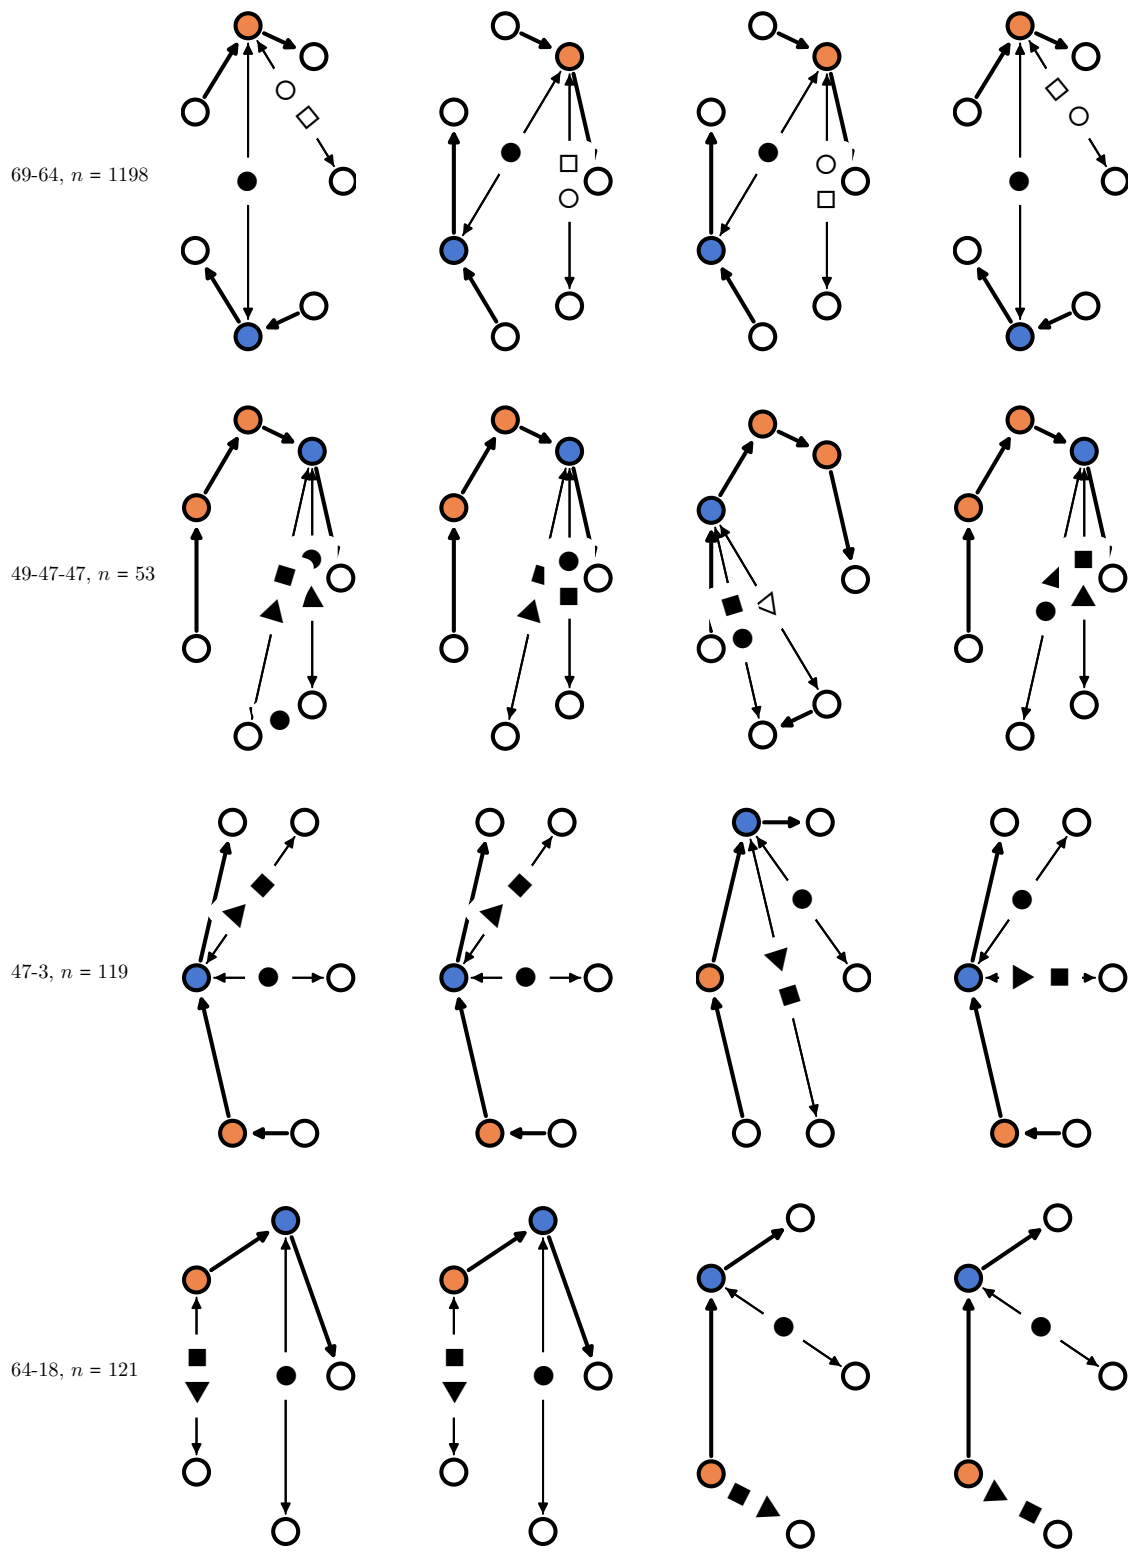 69-64, n = 1198
49-47-47, n = 53
47-3, n = 119
64-18, n = 121